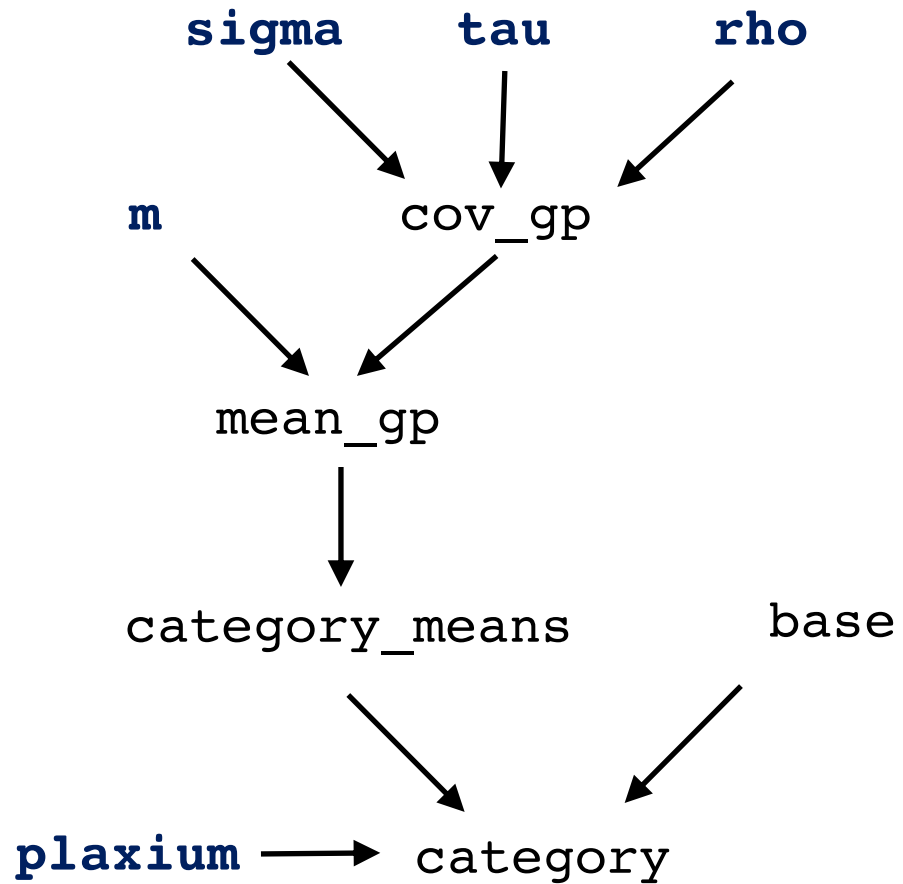 sigma tau rho
m cov_gp
mean_gp
category_means base
plaxium category